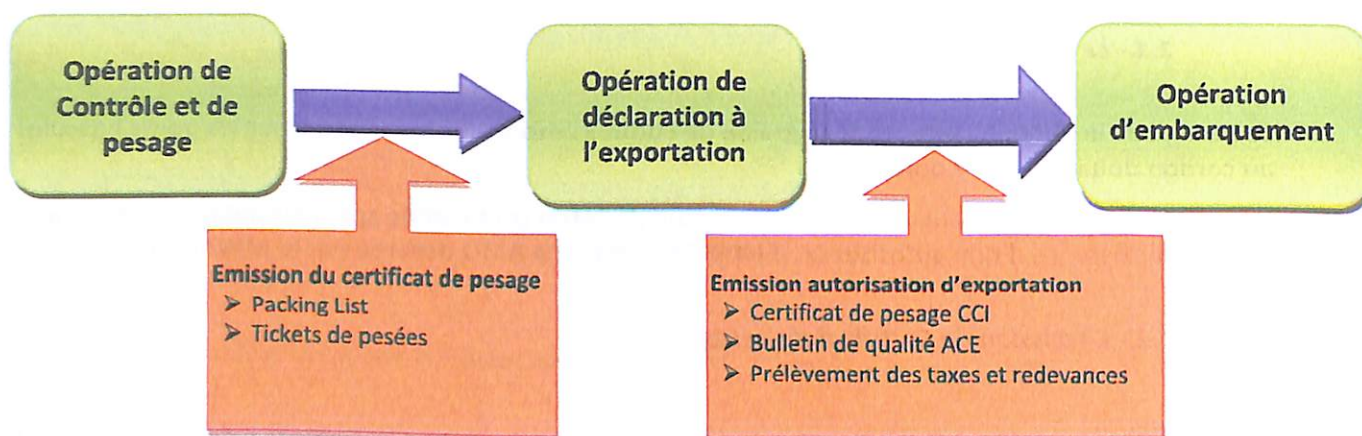 Opération de
Contrôle et de
pesage
Opération de
déclaration à
l'exportation
Opération
d'embarquement
Emission du certificat de pesage
➤ Packing List
➤ Tickets de pesées
Emission autorisation d'exportation
➤ Certificat de pesage CCI
➤ Bulletin de qualité ACE
➤ Prélèvement des taxes et redevances